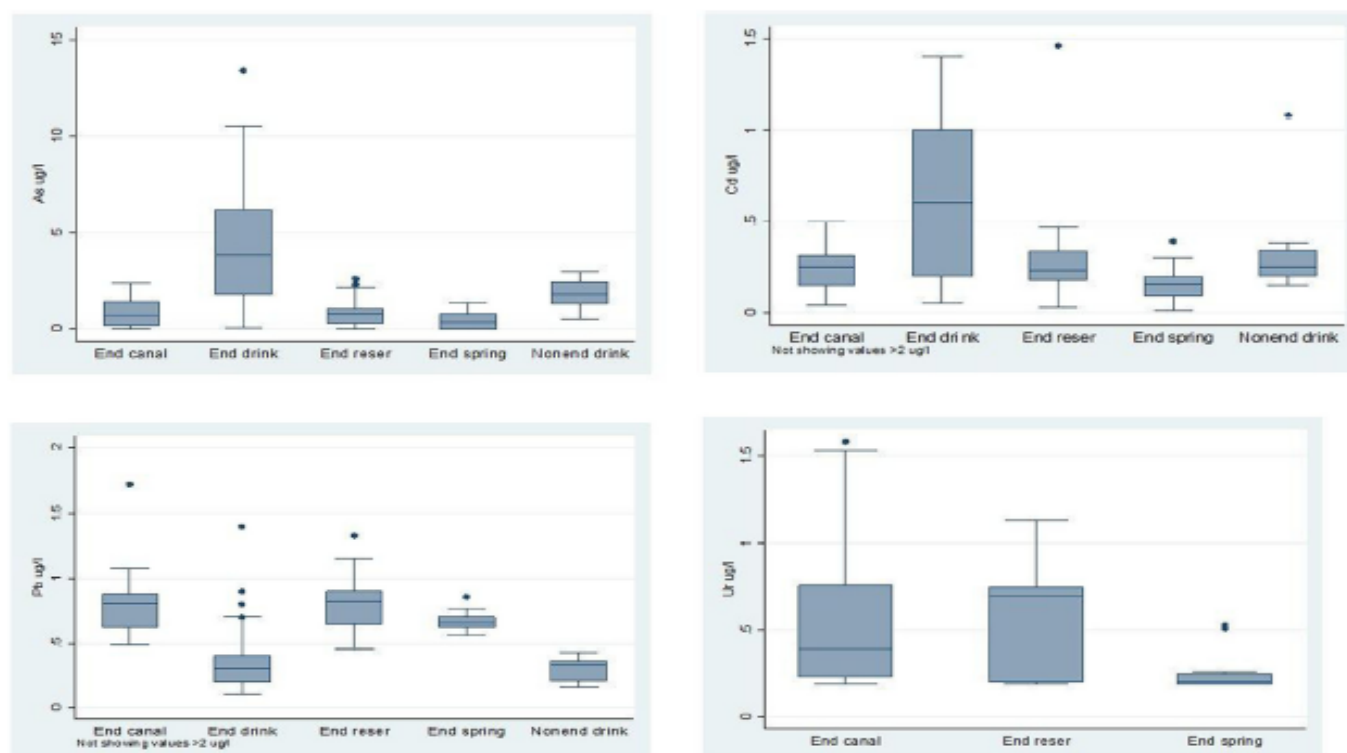 As ug/l
15
10
5
0
End canal End drink End reser End spring Nonend drink
Cd ug/l
1.5
1
.5
0
End canal End drink End reser End spring Nonend drink
Not showing values >2 ug/l
Pb ug/l
2
1.5
1
.5
0
End canal End drink End reser End spring Nonend drink
Not showing values >2 ug/l
Ur ug/l
1.5
1
.5
0
End canal End reser End spring